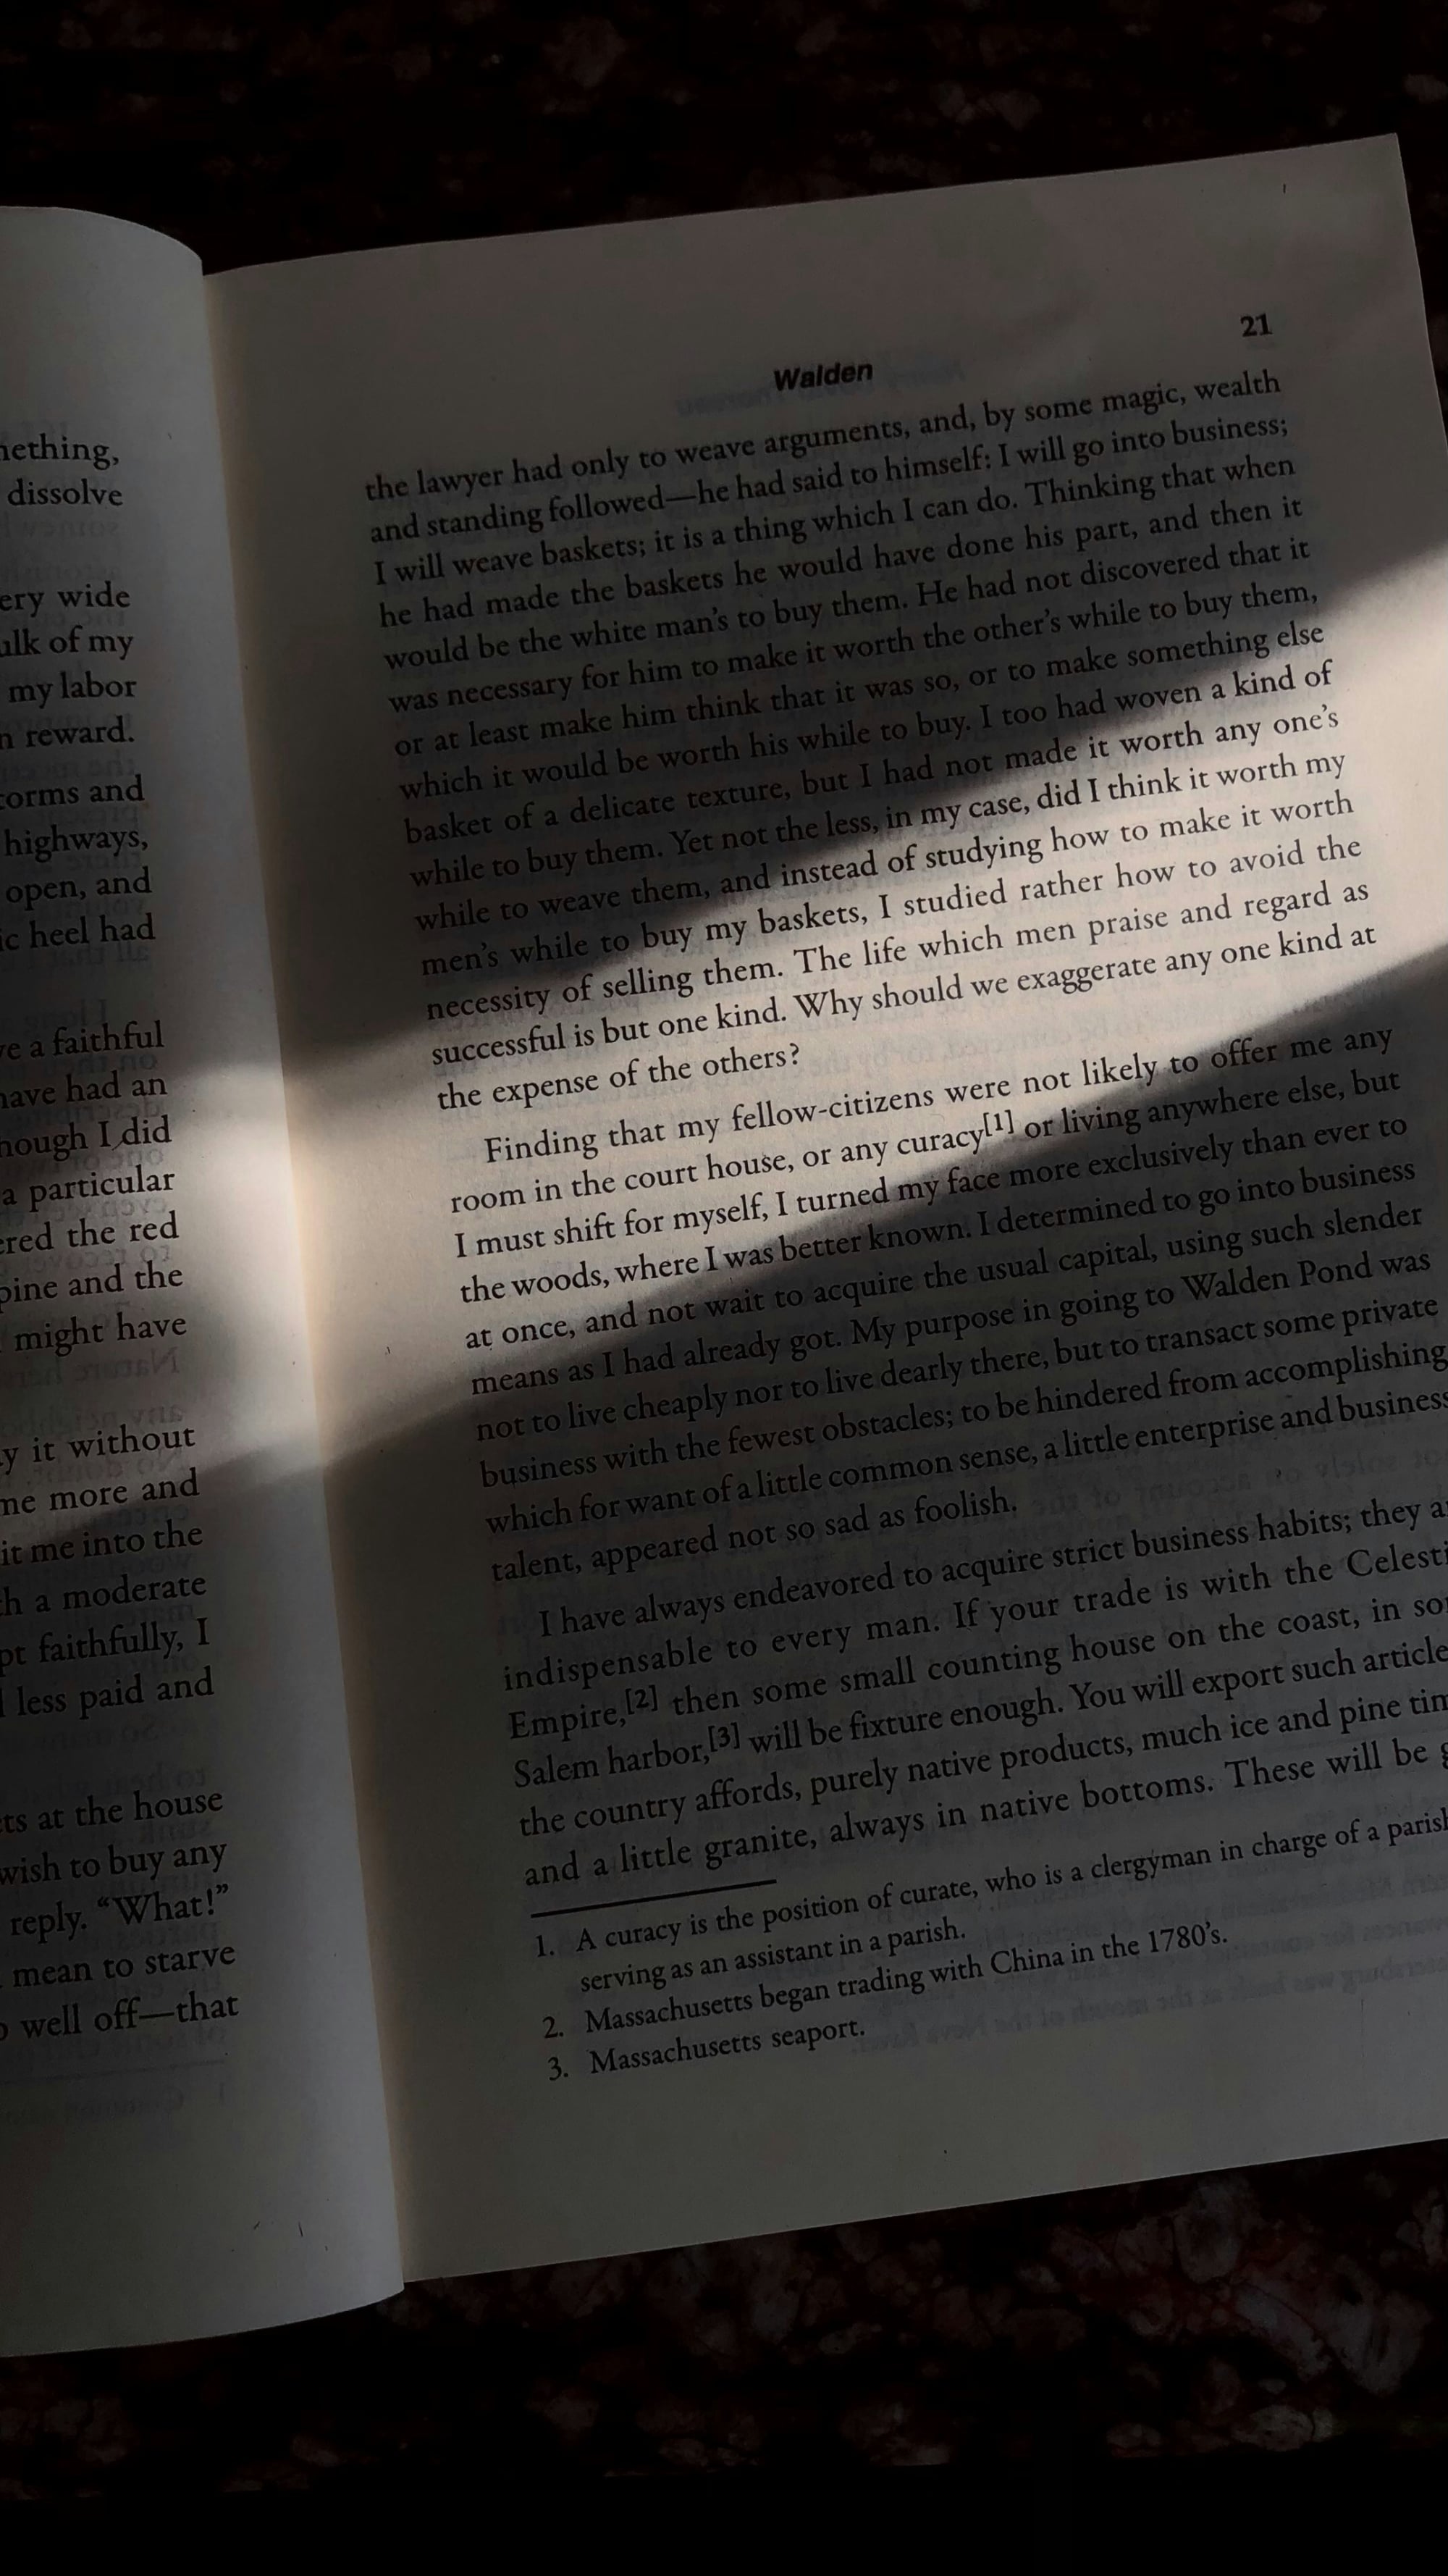 nething,
dissolve
ery wide
ulk of my
my labor
n reward.
corms and
highways,
open, and
ic heel had
ve a faithful
have had an
hough I did
a particular
ered the red
pine and the
might have
y it without
me more and
it me into the
th a moderate
pt faithfully, I
less paid and
ts at the house
wish to buy any
reply. “What!”
mean to starve
o well off—that
21
Walden
the lawyer had only to weave arguments, and, by some magic, wealth
and standing followed—he had said to himself: I will go into business;
I will weave baskets; it is a thing which I can do. Thinking that when
he had made the baskets he would have done his part, and then it
would be the white man’s to buy them. He had not discovered that it
was necessary for him to make it worth the other’s while to buy them,
or at least make him think that it was so, or to make something else
which it would be worth his while to buy. I too had woven a kind of
basket of a delicate texture, but I had not made it worth any one’s
while to buy them. Yet not the less, in my case, did I think it worth my
while to weave them, and instead of studying how to make it worth
men’s while to buy my baskets, I studied rather how to avoid the
necessity of selling them. The life which men praise and regard as
successful is but one kind. Why should we exaggerate any one kind at
the expense of the others?
Finding that my fellow-citizens were not likely to offer me any
room in the court house, or any curacy[1] or living anywhere else, but
I must shift for myself, I turned my face more exclusively than ever to
the woods, where I was better known. I determined to go into business
at once, and not wait to acquire the usual capital, using such slender
means as I had already got. My purpose in going to Walden Pond was
not to live cheaply nor to live dearly there, but to transact some private
business with the fewest obstacles; to be hindered from accomplishing
which for want of a little common sense, a little enterprise and business
talent, appeared not so sad as foolish.
I have always endeavored to acquire strict business habits; they a
indispensable to every man. If your trade is with the Celesti
Empire,[2] then some small counting house on the coast, in so
Salem harbor,[3] will be fixture enough. You will export such article
the country affords, purely native products, much ice and pine tim
and a little granite, always in native bottoms. These will be g
1. A curacy is the position of curate, who is a clergyman in charge of a parish
serving as an assistant in a parish.
2. Massachusetts began trading with China in the 1780’s.
3. Massachusetts seaport.